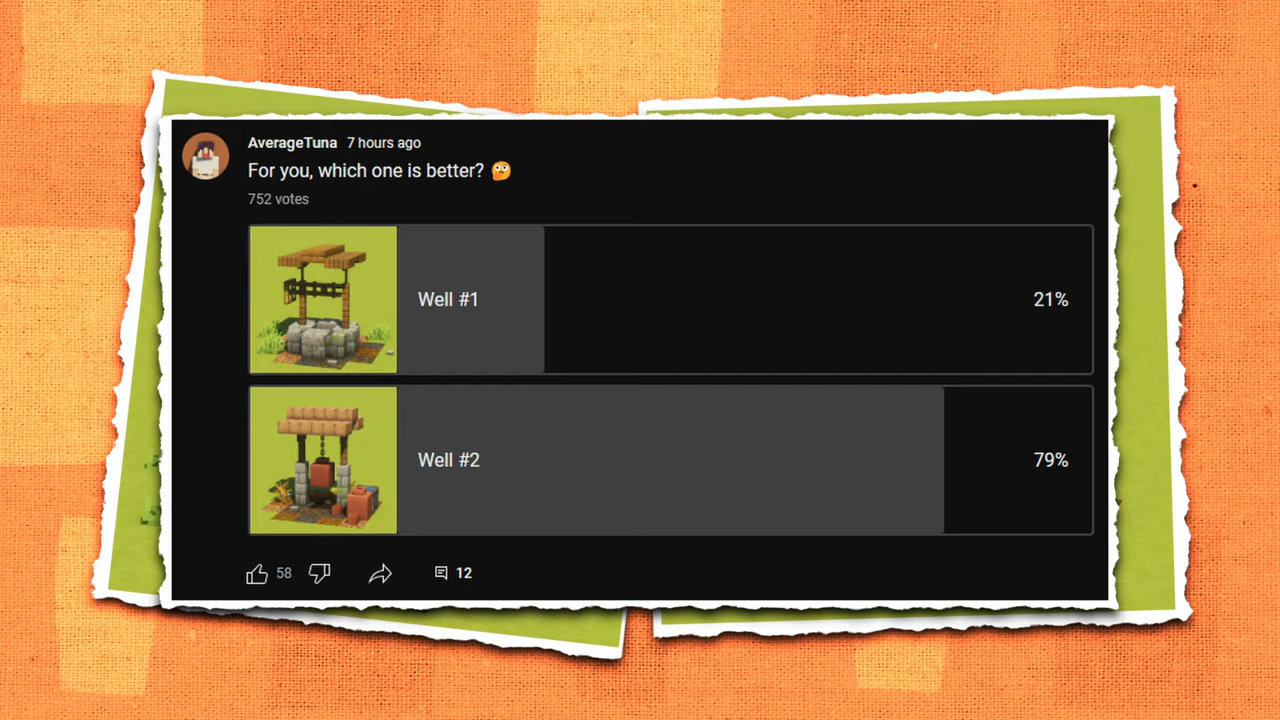 AverageTuna 7 hours ago
For you, which one is better? 🫤
752 votes
Well #1
21%
Well #2
79%
58
12